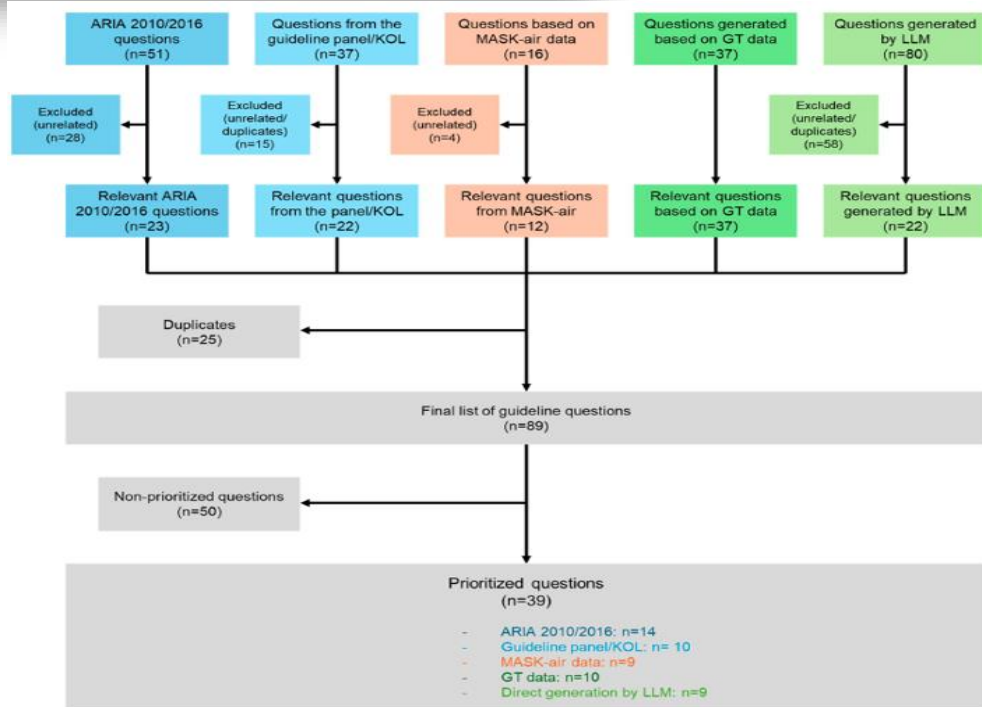 ARIA 2010/2016
questions
(n=51)
Questions from the
guideline panel/KOL
(n=37)
Questions based on
MASK-air data
(n=16)
Questions generated
based on GT data
(n=37)
Questions generated
by LLM
(n=80)
Excluded
(unrelated)
(n=28)
Excluded
(unrelated/
duplicates)
(n=15)
Excluded
(unrelated)
(n=4)
Excluded
(unrelated/
duplicates)
(n=58)
Relevant ARIA
2010/2016 questions
(n=23)
Relevant questions
from the panel/KOL
(n=22)
Relevant questions
from MASK-air
(n=12)
Relevant questions
based on GT data
(n=37)
Relevant questions
generated by LLM
(n=22)
Duplicates
(n=25)
Final list of guideline questions
(n=89)
Non-prioritized questions
(n=50)
Prioritized questions
(n=39)
- ARIA 2010/2016: n=14
- Guideline panel/KOL: n= 10
- MASK-air data: n=9
- GT data: n=10
- Direct generation by LLM: n=9